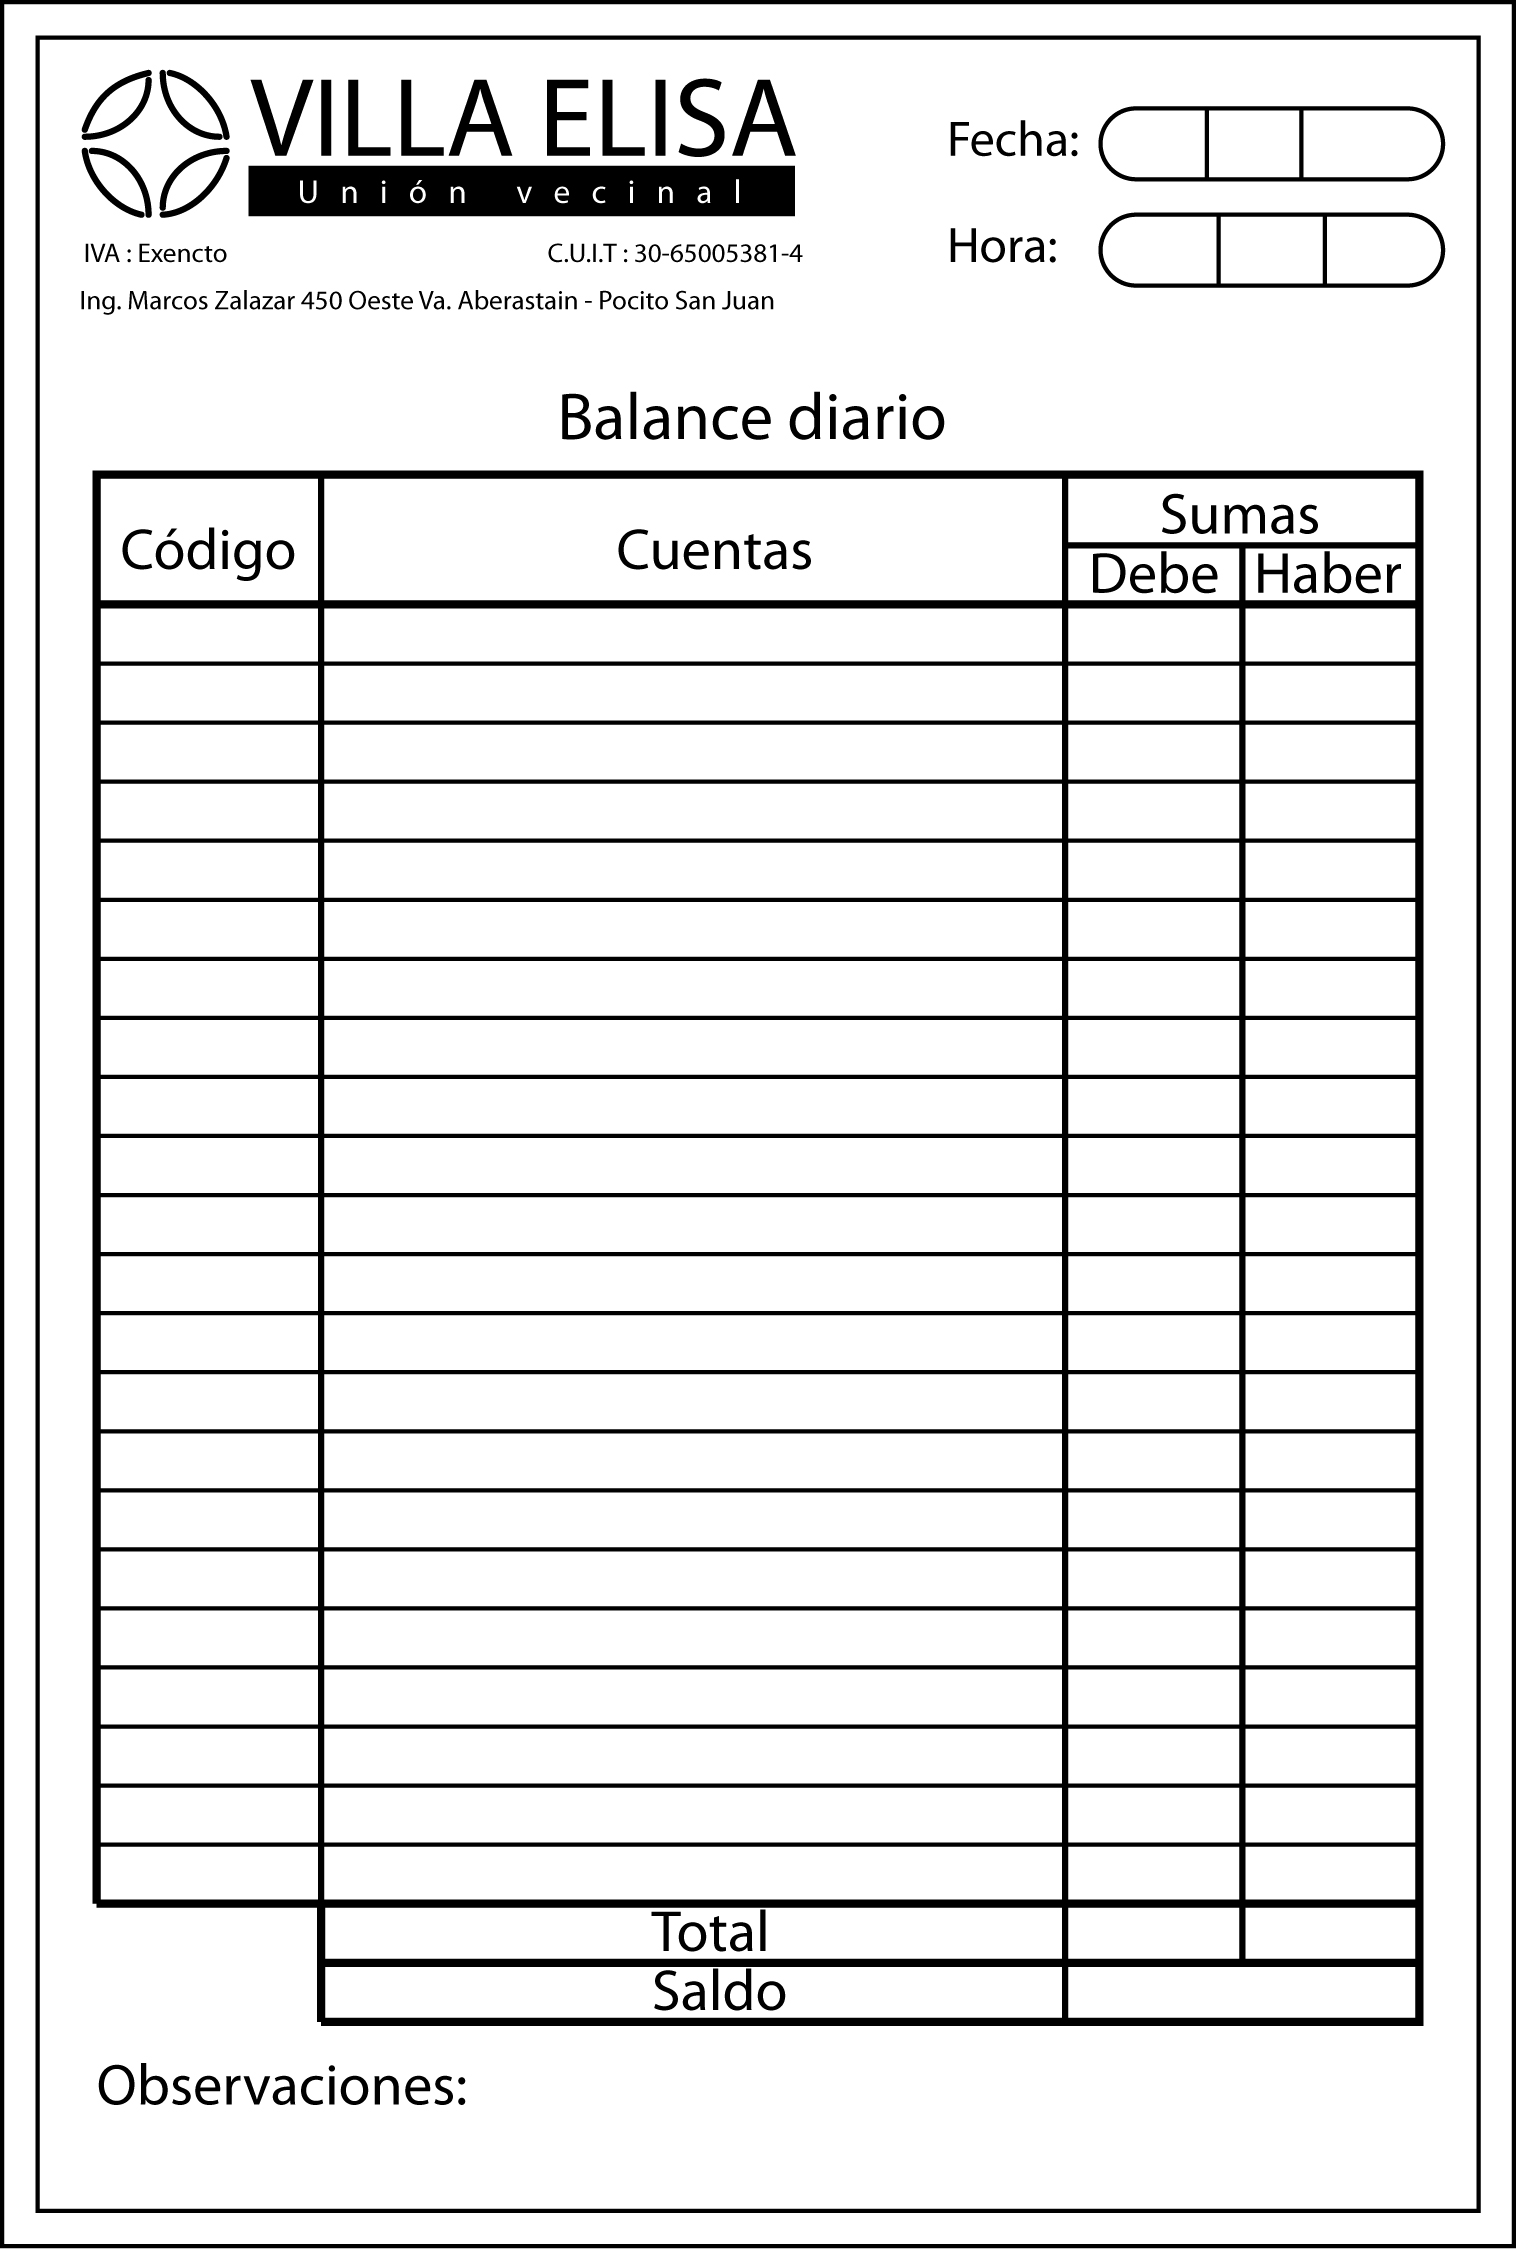 VILLA ELISA
Unión vecinal
IVA : Exencto
C.U.I.T : 30-65005381-4
Ing. Marcos Zalazar 450 Oeste Va. Aberastain - Pocito San Juan
Fecha:
Hora:
Balance diario
Código
Cuentas
Sumas
Debe
Haber
Total
Saldo
Observaciones: